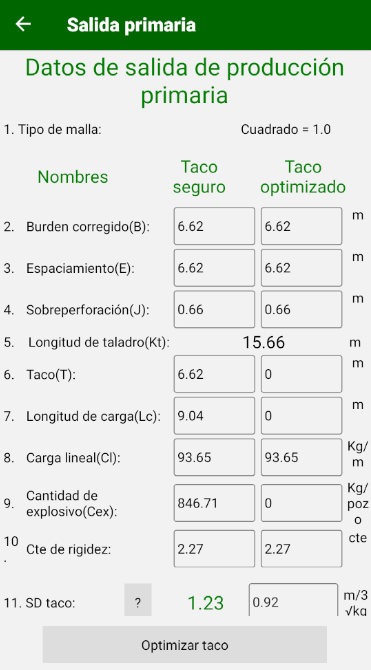 Salida primaria
Datos de salida de producción
primaria
1. Tipo de malla: Cuadrado = 1.0
Nombres Taco seguro Taco optimizado
2. Burden corregido(B): 6.62 6.62 m
3. Espaciamiento(E): 6.62 6.62 m
4. Sobreperforación(J): 0.66 0.66 m
5. Longitud de taladro(Kt): 15.66 m
6. Taco(T): 6.62 0 m
7. Longitud de carga(Lc): 9.04 0 m
8. Carga lineal(Cl): 93.65 93.65 Kg/m
9. Cantidad de explosivo(Cex): 846.71 0 Kg/pozo
10. Cte de rigidez: 2.27 2.27 cte
11. SD taco: ? 1.23 0.92 m/3√kg
Optimizar taco